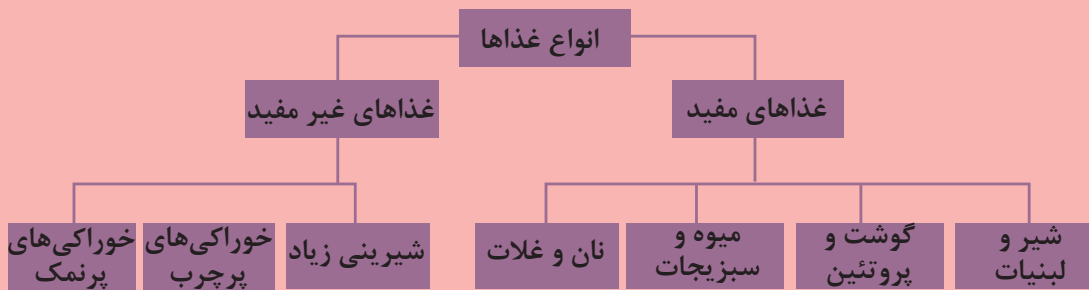 انواع غذاها
غذاهای مفید
غذاهای غیر مفید
شیر و
لبنیات
گوشت و
پروتئین
میوه و
سبزیجات
نان و غلات
شیرینی زیاد
خوراکی‌های
پرچرب
خوراکی‌های
پرنمک